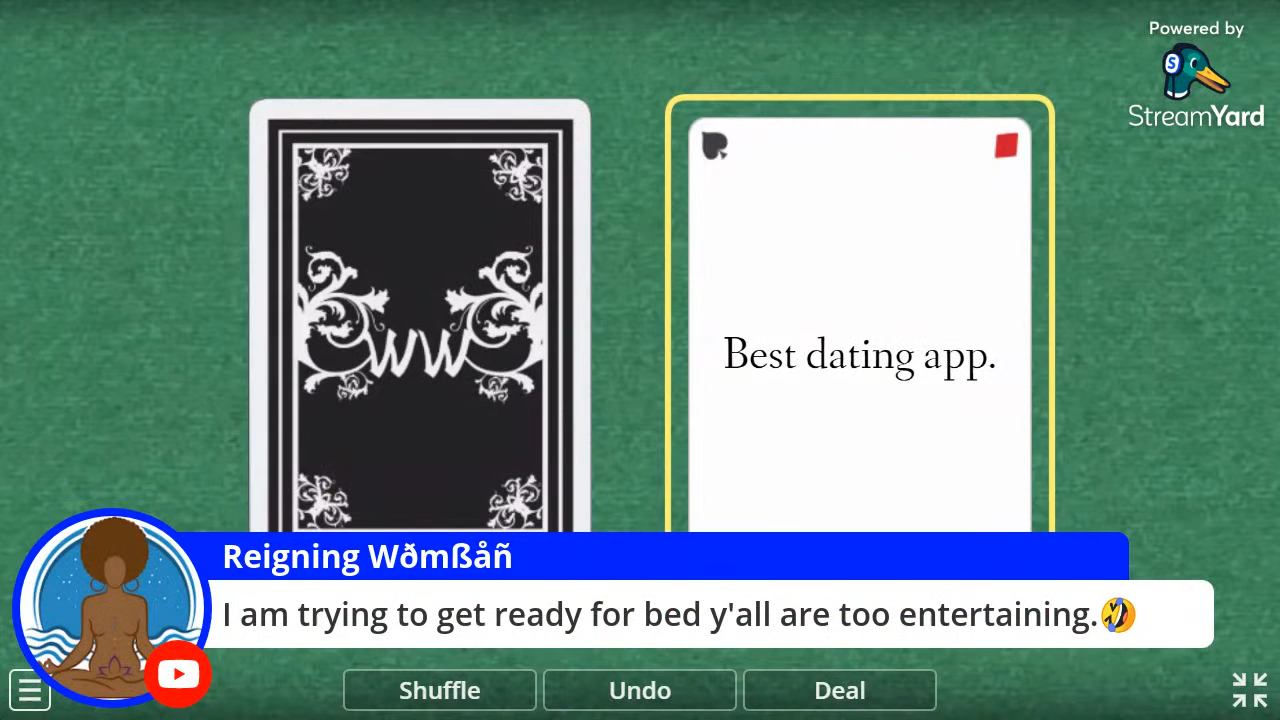 Powered by
S
StreamYard
WW
Best dating app.
Reigning Wðmßåñ
I am trying to get ready for bed y'all are too entertaining.🤣
Shuffle
Undo
Deal